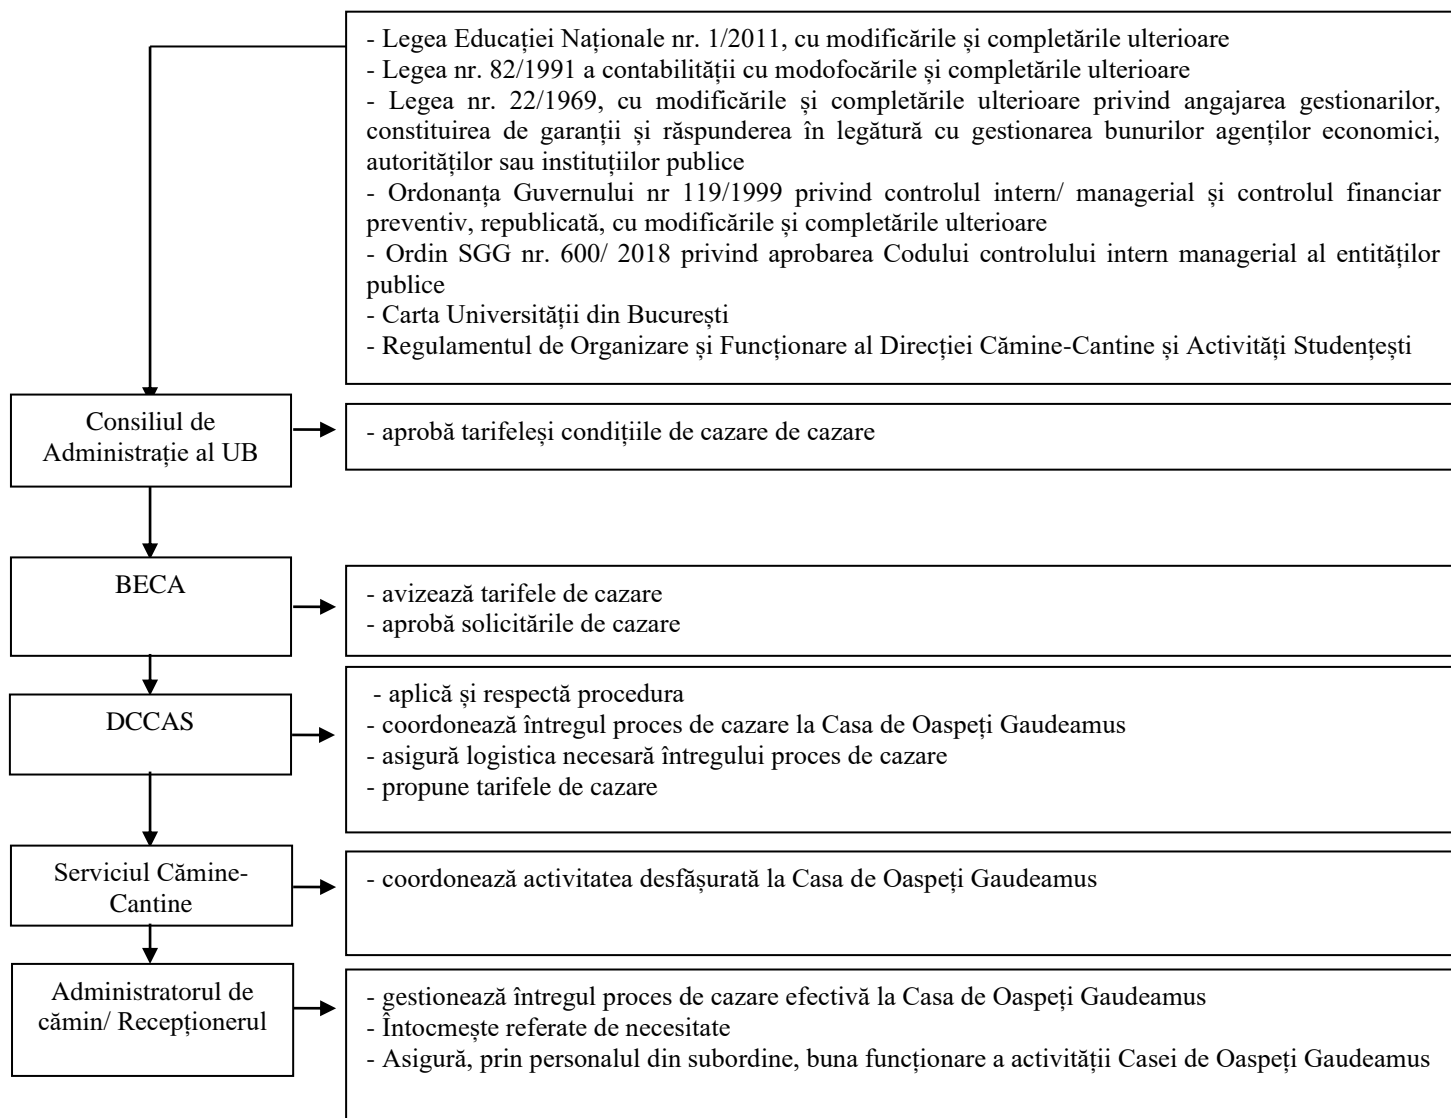 - Legea Educației Naționale nr. 1/2011, cu modificările și completările ulterioare
- Legea nr. 82/1991 a contabilității cu modofocările și completările ulterioare
- Legea nr. 22/1969, cu modificările și completările ulterioare privind angajarea gestionarilor,
constituirea de garanții și răspunderea în legătură cu gestionarea bunurilor agenților economici,
autorităților sau instituțiilor publice
- Ordonanța Guvernului nr 119/1999 privind controlul intern/ managerial și controlul financiar
preventiv, republicată, cu modificările și completările ulterioare
- Ordin SGG nr. 600/ 2018 privind aprobarea Codului controlului intern managerial al entităților
publice
- Carta Universității din București
- Regulamentul de Organizare și Funcționare al Direcției Cămine-Cantine și Activități Studențești
Consiliul de
Administrație al UB
- aprobă tarifeleși condițiile de cazare de cazare
BECA
- avizează tarifele de cazare
- aprobă solicitările de cazare
DCCAS
- aplică și respectă procedura
- coordonează întregul proces de cazare la Casa de Oaspeți Gaudeamus
- asigură logistica necesară întregului proces de cazare
- propune tarifele de cazare
Serviciul Cămine-
Cantine
- coordonează activitatea desfășurată la Casa de Oaspeți Gaudeamus
Administratorul de
cămin/ Recepționerul
- gestionează întregul proces de cazare efectivă la Casa de Oaspeți Gaudeamus
- Întocmește referate de necesitate
- Asigură, prin personalul din subordine, buna funcționare a activității Casei de Oaspeți Gaudeamus